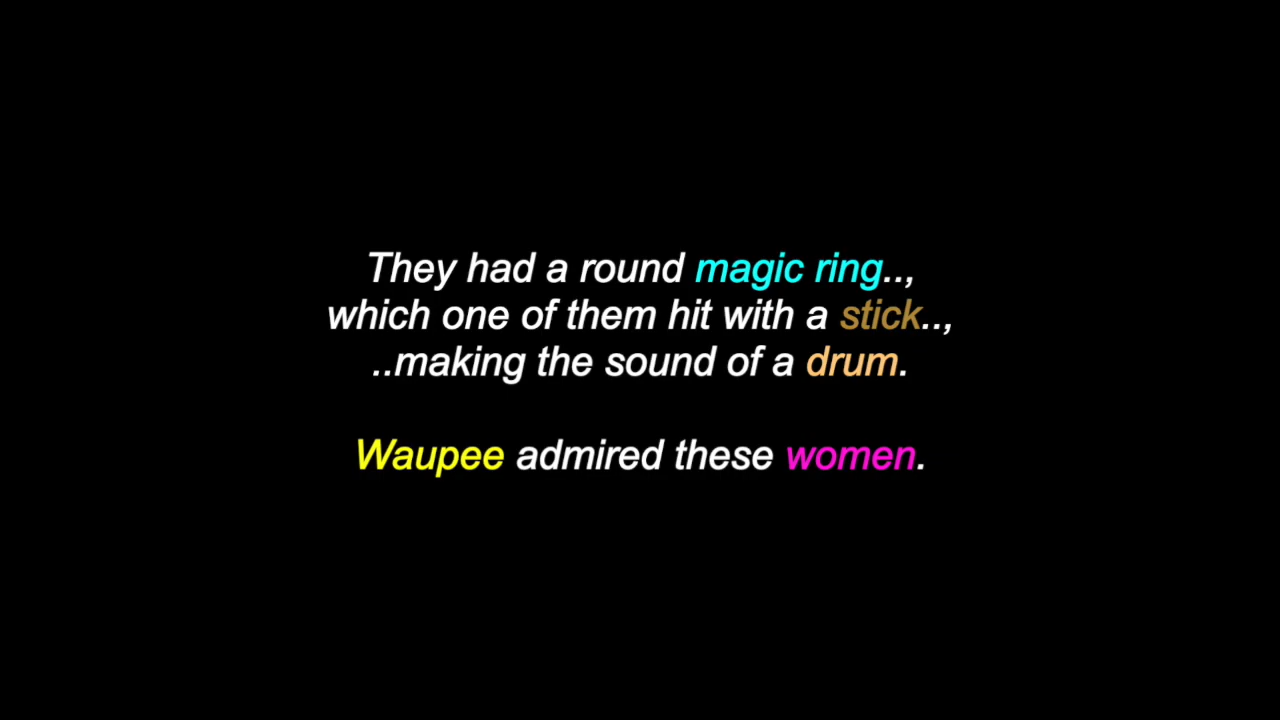 They had a round magic ring..,
which one of them hit with a stick..,
..making the sound of a drum.
Waupee admired these women.